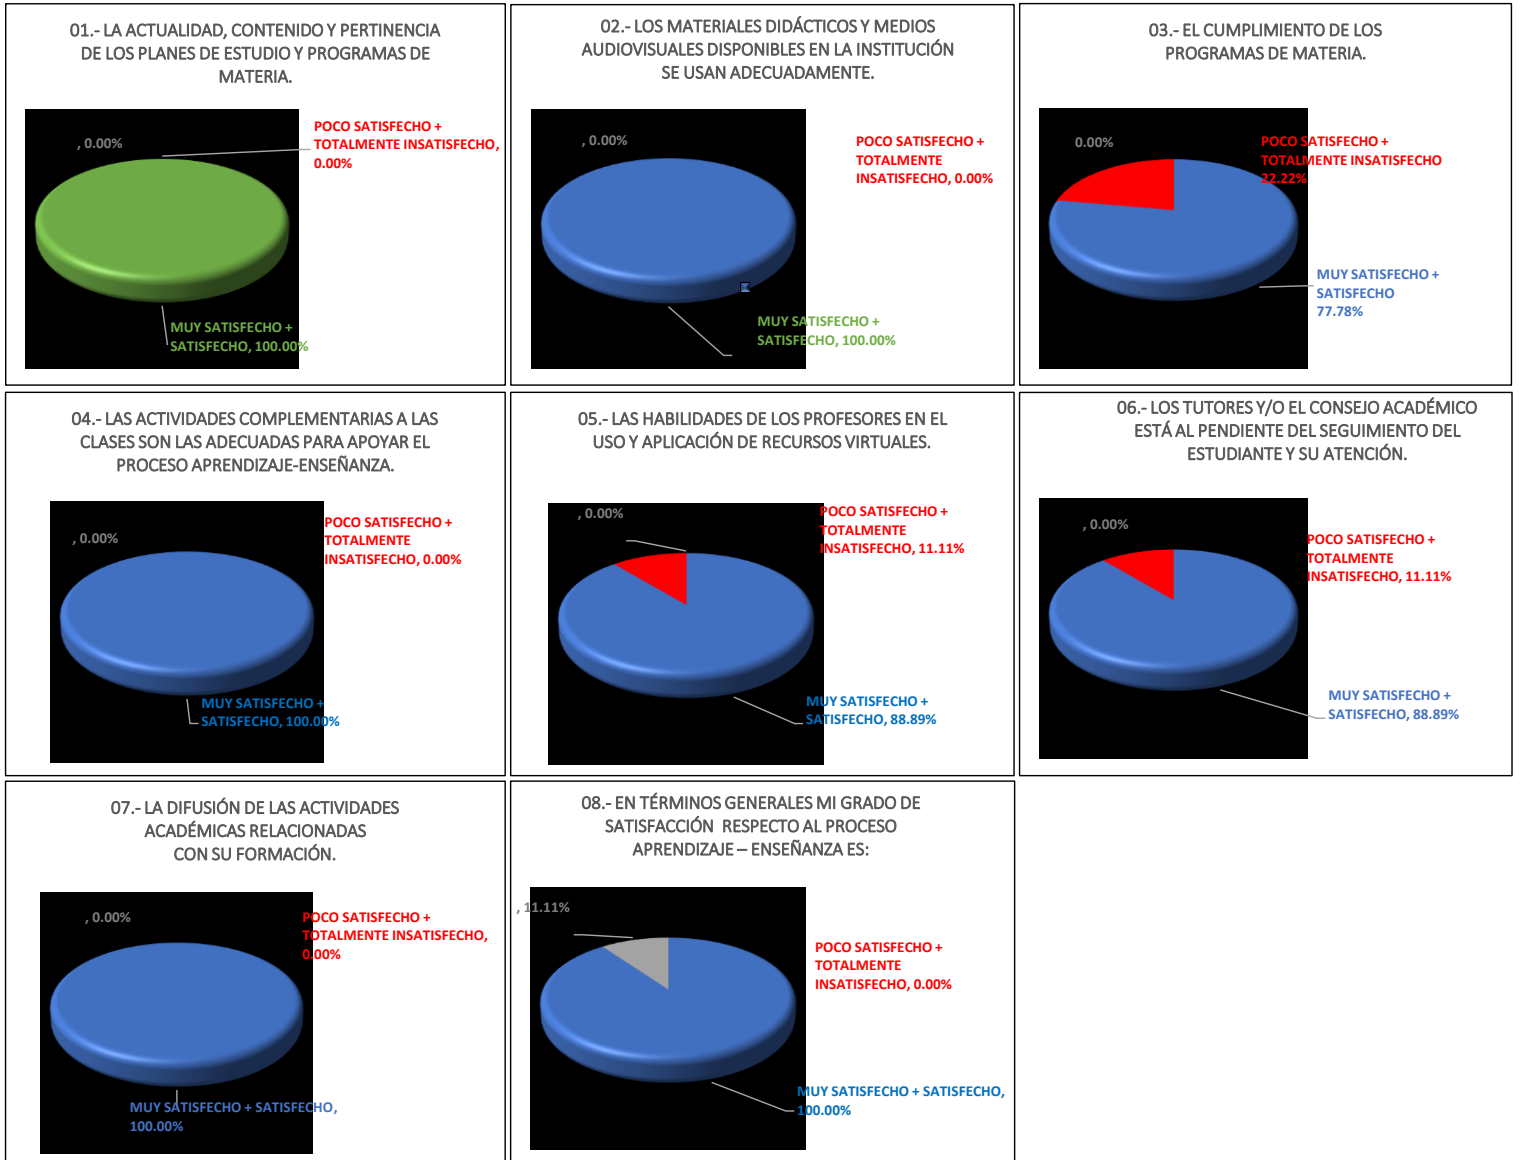 01.- LA ACTUALIDAD, CONTENIDO Y PERTINENCIA
DE LOS PLANES DE ESTUDIO Y PROGRAMAS DE
MATERIA.
, 0.00%
POCO SATISFECHO +
TOTALMENTE INSATISFECHO,
0.00%
MUY SATISFECHO +
SATISFECHO, 100.00%
02.- LOS MATERIALES DIDÁCTICOS Y MEDIOS
AUDIOVISUALES DISPONIBLES EN LA INSTITUCIÓN
SE USAN ADECUADAMENTE.
, 0.00%
POCO SATISFECHO +
TOTALMENTE
INSATISFECHO, 0.00%
MUY SATISFECHO +
SATISFECHO, 100.00%
03.- EL CUMPLIMIENTO DE LOS
PROGRAMAS DE MATERIA.
0.00%
POCO SATISFECHO +
TOTALMENTE INSATISFECHO
22.22%
MUY SATISFECHO +
SATISFECHO
77.78%
04.- LAS ACTIVIDADES COMPLEMENTARIAS A LAS
CLASES SON LAS ADECUADAS PARA APOYAR EL
PROCESO APRENDIZAJE-ENSEÑANZA.
, 0.00%
POCO SATISFECHO +
TOTALMENTE
INSATISFECHO, 0.00%
MUY SATISFECHO +
SATISFECHO, 100.00%
05.- LAS HABILIDADES DE LOS PROFESORES EN EL
USO Y APLICACIÓN DE RECURSOS VIRTUALES.
, 0.00%
POCO SATISFECHO +
TOTALMENTE
INSATISFECHO, 11.11%
MUY SATISFECHO +
SATISFECHO, 88.89%
06.- LOS TUTORES Y/O EL CONSEJO ACADÉMICO
ESTÁ AL PENDIENTE DEL SEGUIMIENTO DEL
ESTUDIANTE Y SU ATENCIÓN.
, 0.00%
POCO SATISFECHO +
TOTALMENTE
INSATISFECHO, 11.11%
MUY SATISFECHO +
SATISFECHO, 88.89%
07.- LA DIFUSIÓN DE LAS ACTIVIDADES
ACADÉMICAS RELACIONADAS
CON SU FORMACIÓN.
, 0.00%
POCO SATISFECHO +
TOTALMENTE INSATISFECHO,
0.00%
MUY SATISFECHO + SATISFECHO,
100.00%
08.- EN TÉRMINOS GENERALES MI GRADO DE
SATISFACCIÓN RESPECTO AL PROCESO
APRENDIZAJE – ENSEÑANZA ES:
, 11.11%
POCO SATISFECHO +
TOTALMENTE
INSATISFECHO, 0.00%
MUY SATISFECHO + SATISFECHO,
100.00%